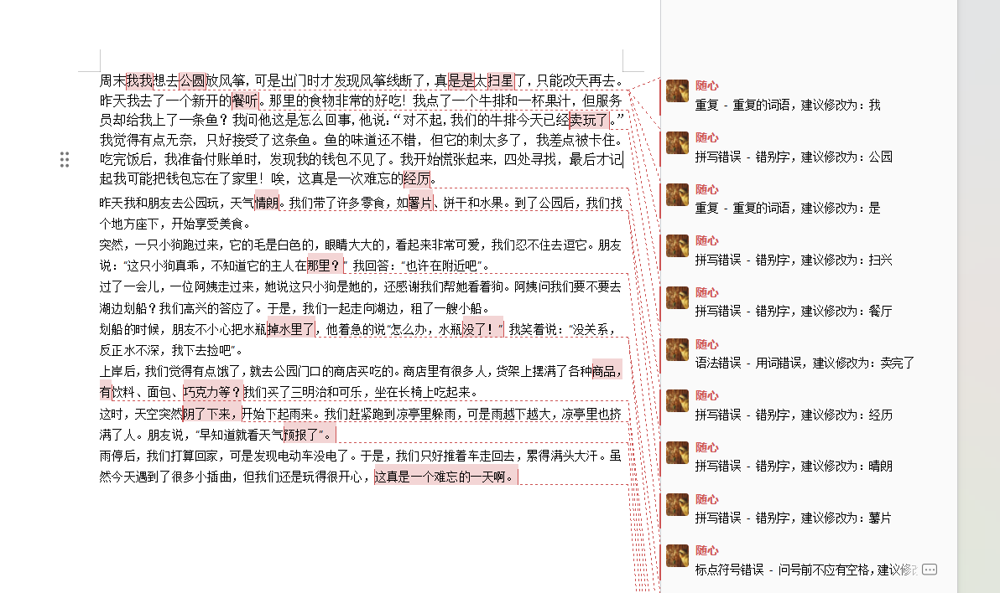 周末我我想去公圆放风筝，可是出门时才发现风筝线断了，真是是太扫星了，只能改天再去。
昨天我去了一个新开的餐听。那里的食物非常的好吃！我点了一个牛排和一杯果汁，但服务
员却给我上了一条鱼？我问他这是怎么回事，他说：“对不起，我们的牛排今天已经卖玩了。”
我觉得有点无奈，只好接受了这条鱼。鱼的味道还不错，但它的刺太多了，我差点被卡住。
吃完饭后，我准备付账单时，发现我的钱包不见了。我开始慌张起来，四处寻找，最后才记
起我可能把钱包忘在了家里！唉，这真是一次难忘的经厉。
昨天我和朋友去公园玩，天气情朗。我们带了许多零食，如署片、饼干和水果。到了公园后，我们找
个地方座下，开始享受美食。
突然，一只小狗跑过来，它的毛是白色的，眼睛大大的，看起来非常可爱，我们忍不住去逗它。朋友
说：“这只小狗真乖，不知道它的主人在那里？” 我回答：“也许在附近吧”。
过了一会儿，一位阿姨走过来，她说这只小狗是她的，还感谢我们帮她看着狗。阿姨问我们要不要去
湖边划船？我们高兴的答应了。于是，我们一起走向湖边，租了一艘小船。
划船的时候，朋友不小心把水瓶掉水里了，他着急的说“怎么办，水瓶没了！” 我笑着说：“没关系，
反正水不深，我下去捡吧”。
上岸后，我们觉得有点饿了，就去公园门口的商店买吃的。商店里有很多人，货架上摆满了各种商品，
有饮料、面包、巧克力等？我们买了三明治和可乐，坐在长椅上吃起来。
这时，天空突然阴了下来，开始下起雨来。我们赶紧跑到凉亭里躲雨，可是雨越下越大，凉亭里也挤
满了人。朋友说，“早知道就看天气预报了”。
雨停后，我们打算回家，可是发现电动车没电了。于是，我们只好推着车走回去，累得满头大汗。虽
然今天遇到了很多小插曲，但我们还是玩得很开心，这真是一个难忘的一天啊。
随心
重复 - 重复的词语，建议修改为：我
随心
拼写错误 - 错别字，建议修改为：公园
随心
重复 - 重复的词语，建议修改为：是
随心
拼写错误 - 错别字，建议修改为：扫兴
随心
拼写错误 - 错别字，建议修改为：餐厅
随心
语法错误 - 用词错误，建议修改为：卖完了
随心
拼写错误 - 错别字，建议修改为：经历
随心
拼写错误 - 错别字，建议修改为：晴朗
随心
拼写错误 - 错别字，建议修改为：薯片
随心
标点符号错误 - 问号前不应有空格，建议修改